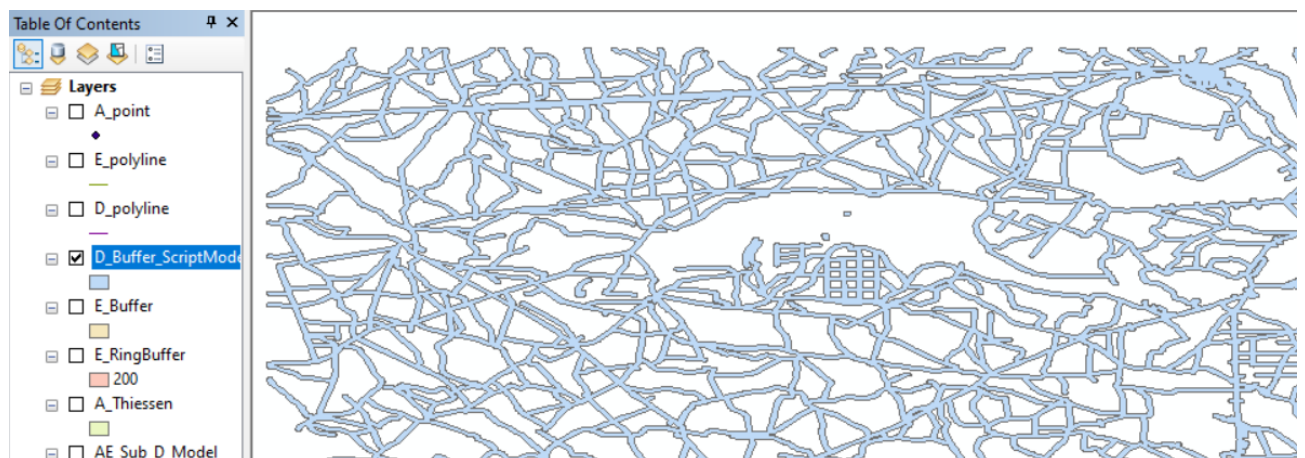 Table Of Contents
Layers
A_point
E_polyline
D_polyline
D_Buffer_ScriptMode
E_Buffer
E_RingBuffer
200
A_Thiessen
AE_Sub_D_Model